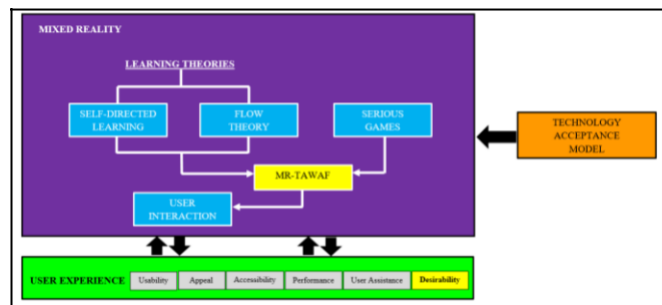 MIXED REALITY
LEARNING THEORIES
SELF-DIRECTED
LEARNING
FLOW
THEORY
SERIOUS
GAMES
TECHNOLOGY
ACCEPTANCE
MODEL
MR-TAWAF
USER
INTERACTION
USER EXPERIENCE
Usability
Appeal
Accessibility
Performance
User Assistance
Desirability